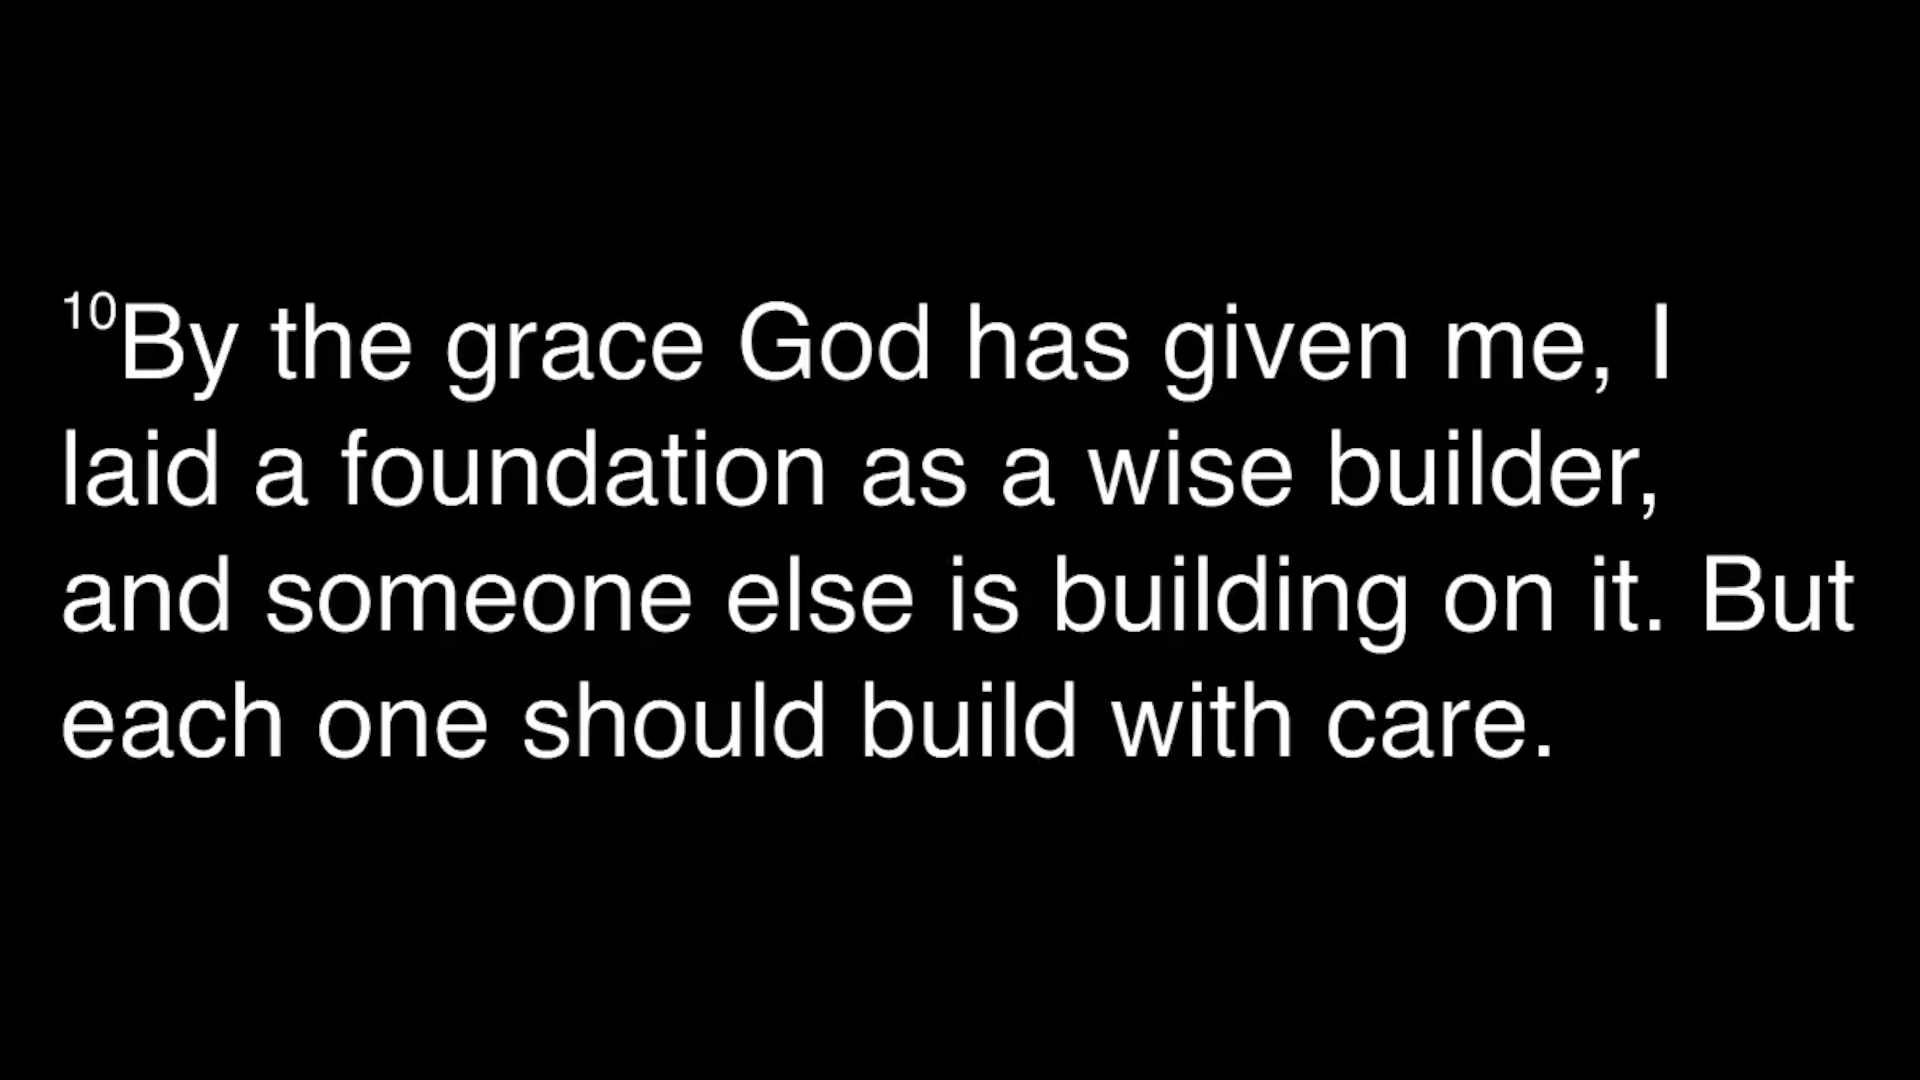 10By the grace God has given me, I
laid a foundation as a wise builder,
and someone else is building on it. But
each one should build with care.